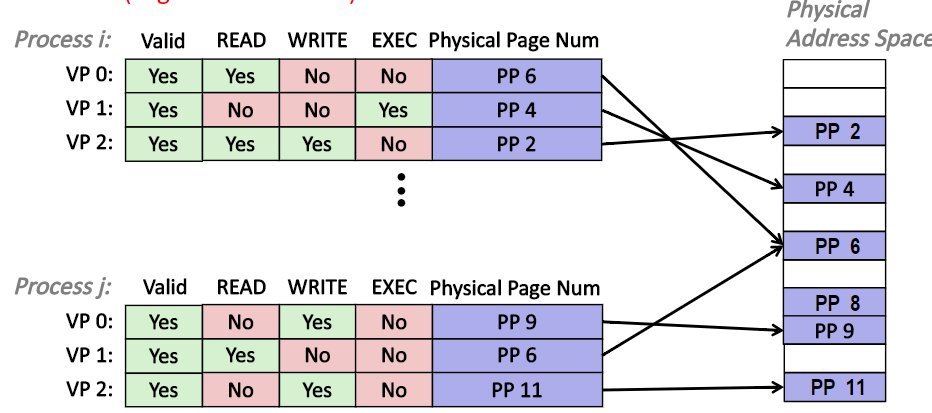 Physical
Address Space
Process i: Valid READ WRITE EXEC Physical Page Num
VP 0: Yes Yes No No PP 6
VP 1: Yes No No Yes PP 4
VP 2: Yes Yes Yes No PP 2
PP 2
PP 4
PP 6
PP 8
PP 9
PP 11
Process j: Valid READ WRITE EXEC Physical Page Num
VP 0: Yes No Yes No PP 9
VP 1: Yes Yes No No PP 6
VP 2: Yes No Yes No PP 11